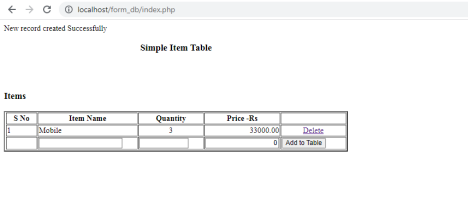 localhost/form_db/index.php
New record created Successfully
Simple Item Table
Items
S No Item Name Quantity Price -Rs
1 Mobile 3 33000.00 Delete
0 Add to Table